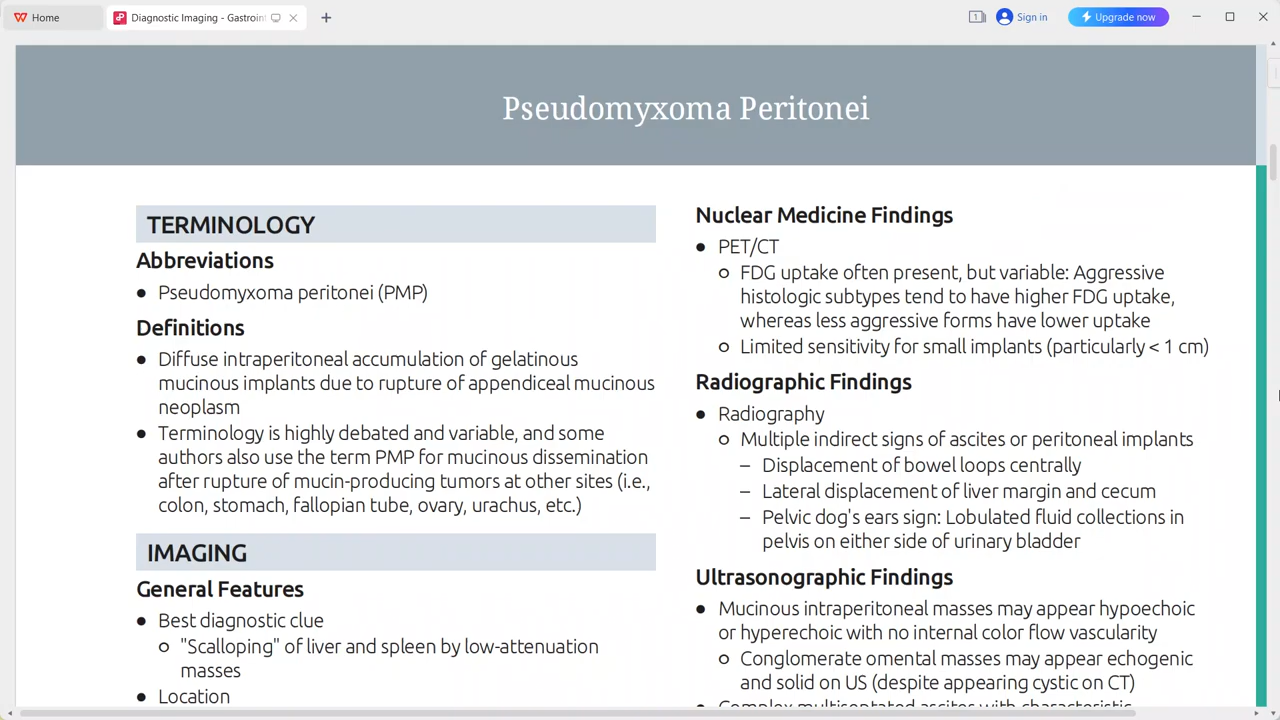 Home
Diagnostic Imaging - Gastroint
1
Sign in
Upgrade now
Pseudomyxoma Peritonei
TERMINOLOGY
Abbreviations
● Pseudomyxoma peritonei (PMP)
Definitions
● Diffuse intraperitoneal accumulation of gelatinous
mucinous implants due to rupture of appendiceal mucinous
neoplasm
● Terminology is highly debated and variable, and some
authors also use the term PMP for mucinous dissemination
after rupture of mucin-producing tumors at other sites (i.e.,
colon, stomach, fallopian tube, ovary, urachus, etc.)
IMAGING
General Features
● Best diagnostic clue
○ "Scalloping" of liver and spleen by low-attenuation
masses
● Location
Nuclear Medicine Findings
● PET/CT
○ FDG uptake often present, but variable: Aggressive
histologic subtypes tend to have higher FDG uptake,
whereas less aggressive forms have lower uptake
○ Limited sensitivity for small implants (particularly < 1 cm)
Radiographic Findings
● Radiography
○ Multiple indirect signs of ascites or peritoneal implants
– Displacement of bowel loops centrally
– Lateral displacement of liver margin and cecum
– Pelvic dog's ears sign: Lobulated fluid collections in
pelvis on either side of urinary bladder
Ultrasonographic Findings
● Mucinous intraperitoneal masses may appear hypoechoic
or hyperechoic with no internal color flow vascularity
○ Conglomerate omental masses may appear echogenic
and solid on US (despite appearing cystic on CT)
● Complex multiseptated ascites with characteristic